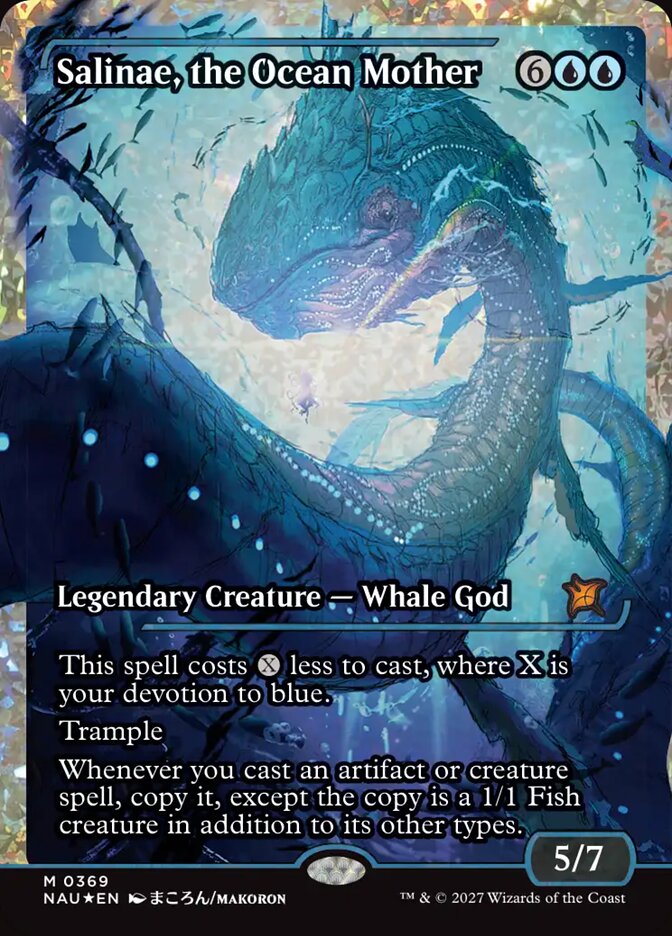 Salinae, the Ocean Mother 6
Legendary Creature — Whale God
This spell costs X less to cast, where X is
your devotion to blue.
Trample
Whenever you cast an artifact or creature
spell, copy it, except the copy is a 1/1 Fish
creature in addition to its other types.
5/7
M 0369
NAU★EN まころん/MAKORON
™ & © 2027 Wizards of the Coast